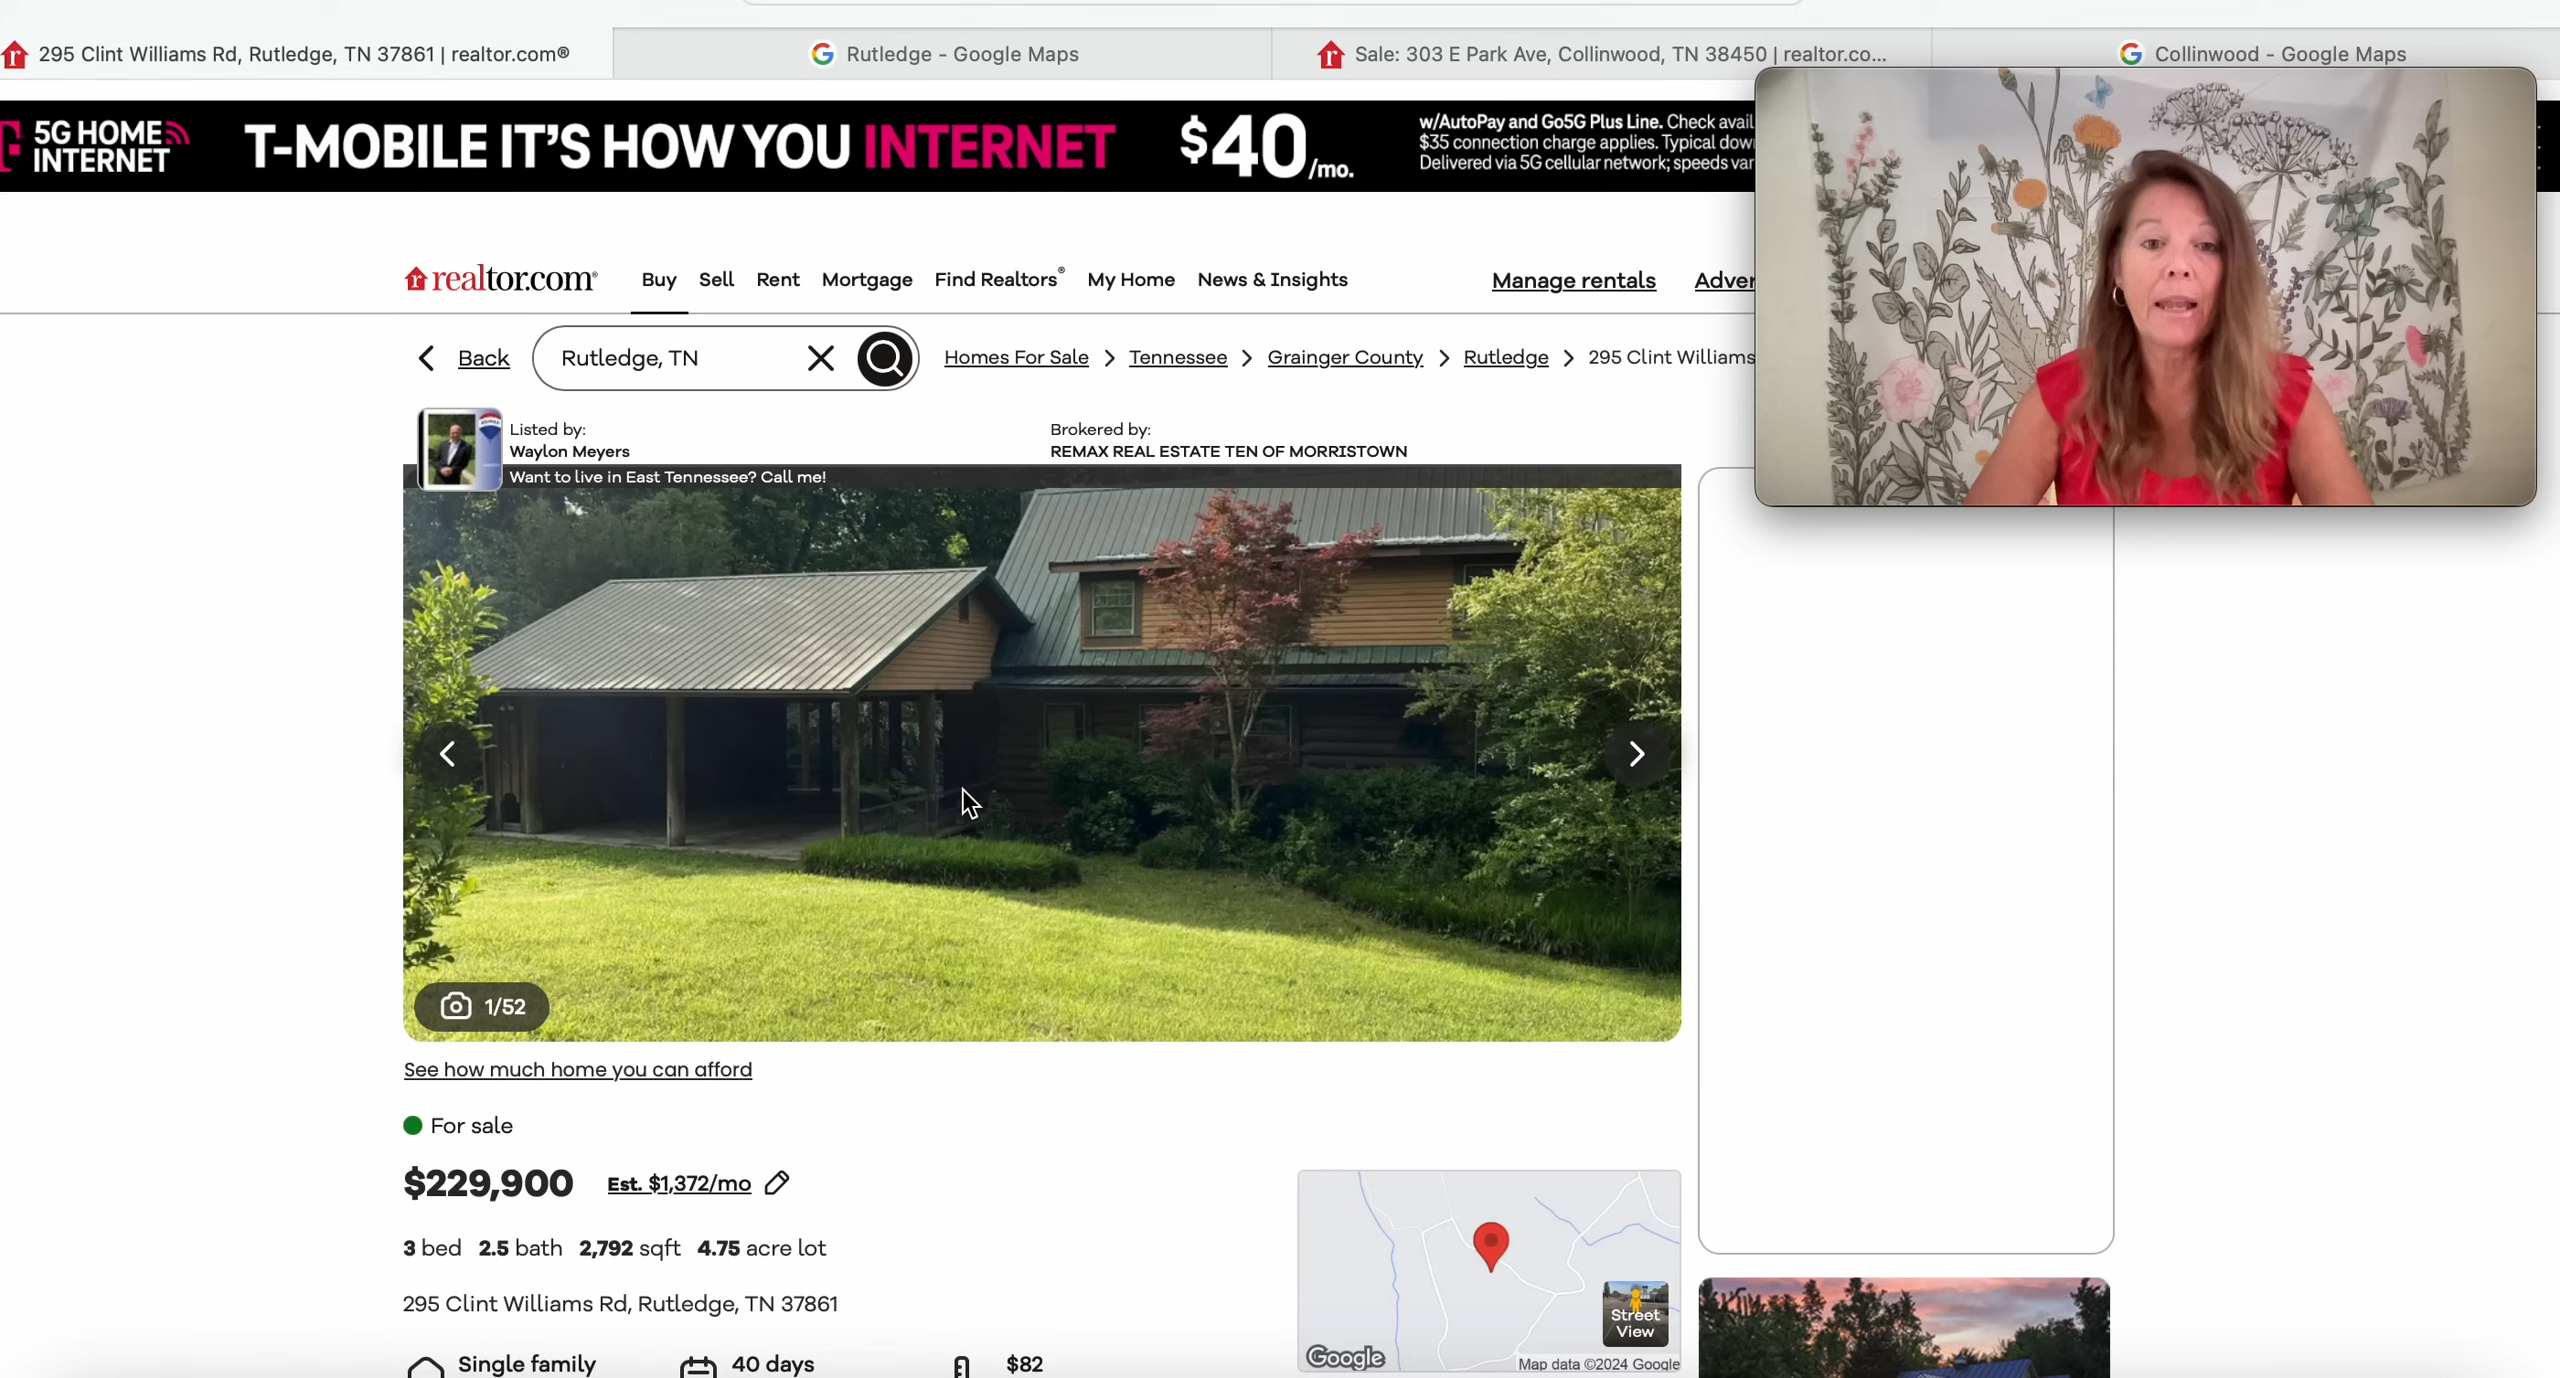 295 Clint Williams Rd, Rutledge, TN 37861 | realtor.com®
Rutledge - Google Maps
Sale: 303 E Park Ave, Collinwood, TN 38450 | realtor.co...
Collinwood - Google Maps
5G HOME
INTERNET
T-MOBILE IT'S HOW YOU INTERNET
$40/mo.
w/AutoPay and Go5G Plus Line. Check avail
$35 connection charge applies. Typical dow
Delivered via 5G cellular network; speeds var
realtor.com®
Buy
Sell
Rent
Mortgage
Find Realtors®
My Home
News & Insights
Manage rentals
Adver
Back
Rutledge, TN
Homes For Sale
Tennessee
Grainger County
Rutledge
295 Clint Williams
Listed by:
Waylon Meyers
Want to live in East Tennessee? Call me!
Brokered by:
REMAX REAL ESTATE TEN OF MORRISTOWN
1/52
See how much home you can afford
For sale
$229,900
Est. $1,372/mo
3 bed 2.5 bath 2,792 sqft 4.75 acre lot
295 Clint Williams Rd, Rutledge, TN 37861
Street
View
Google
Map data ©2024 Google
Single family
40 days
$82